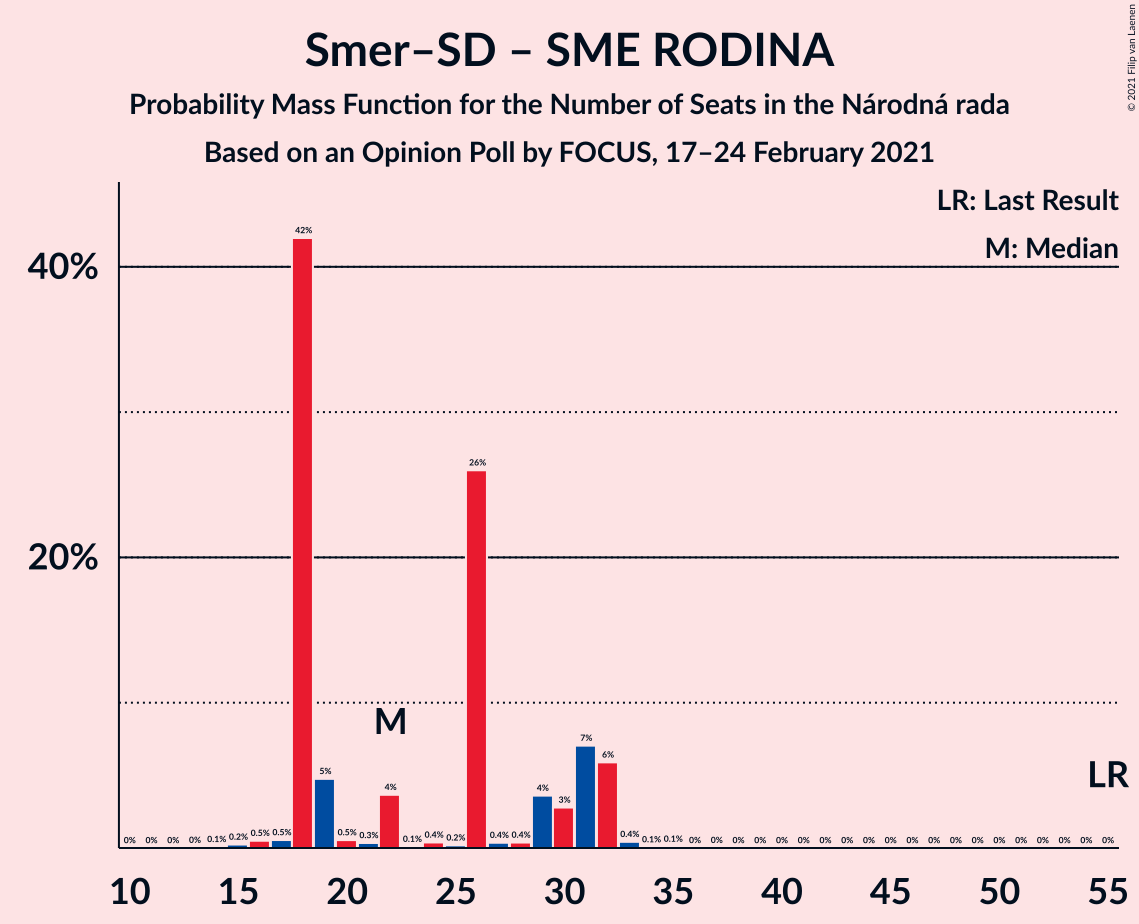 Smer–SD – SME RODINA
Probability Mass Function for the Number of Seats in the Národná rada
Based on an Opinion Poll by FOCUS, 17–24 February 2021
© 2021 Filip van Laenen
LR: Last Result
M: Median
40%
20%
0% 0% 0% 0% 0.1% 0.2% 0.5% 0.5% 42% 5% 0.5% 0.3% 4% 0.1% 0.4% 0.2% 26% 0.4% 0.4% 4% 3% 7% 6% 0.4% 0.1% 0.1% 0% 0% 0% 0% 0% 0% 0% 0% 0% 0% 0% 0% 0% 0% 0% 0% 0% 0% 0% 0%
M
LR
10 15 20 25 30 35 40 45 50 55